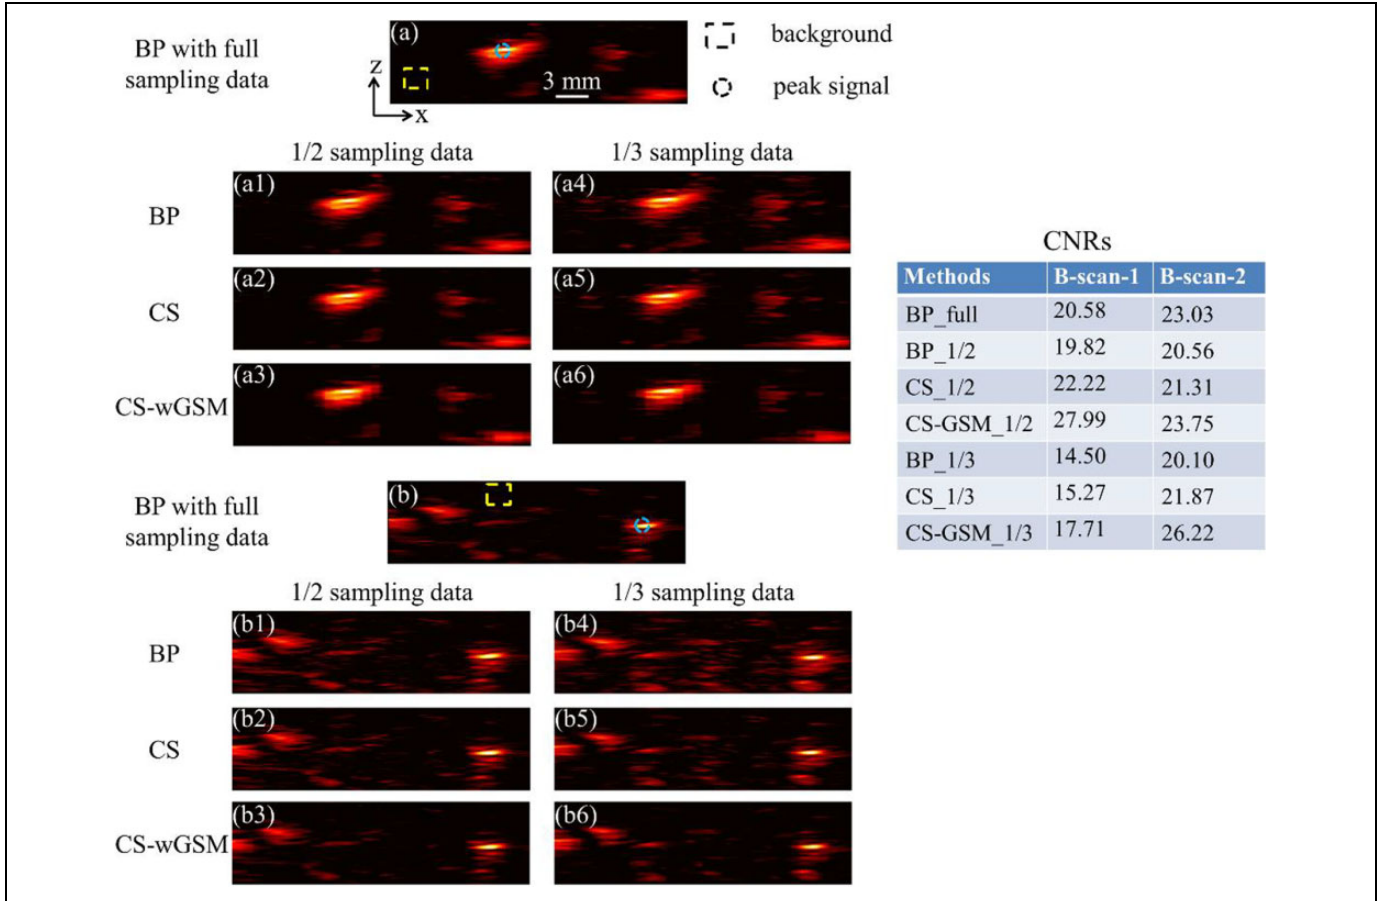 BP with full
sampling data
(a)
z
x
3 mm
background
peak signal
1/2 sampling data
1/3 sampling data
BP
(a1)
(a4)
CS
(a2)
(a5)
CS-wGSM
(a3)
(a6)
CNRs
Methods B-scan-1 B-scan-2
BP_full 20.58 23.03
BP_1/2 19.82 20.56
CS_1/2 22.22 21.31
CS-GSM_1/2 27.99 23.75
BP_1/3 14.50 20.10
CS_1/3 15.27 21.87
CS-GSM_1/3 17.71 26.22
BP with full
sampling data
(b)
1/2 sampling data
1/3 sampling data
BP
(b1)
(b4)
CS
(b2)
(b5)
CS-wGSM
(b3)
(b6)